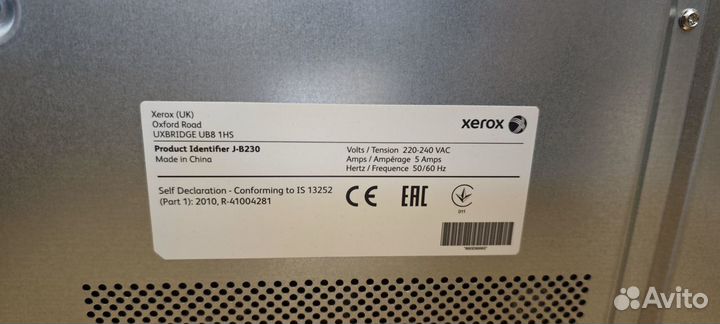 Xerox (UK)
Oxford Road
UXBRIDGE UB8 1HS
Product Identifier J-B230
Made in China
xerox
Volts / Tension 220-240 VAC
Amps / Ampérage 5 Amps
Hertz / Frequence 50/60 Hz
Self Declaration - Conforming to IS 13252
(Part 1): 2010, R-41004281
CE
EAC
011
Avito